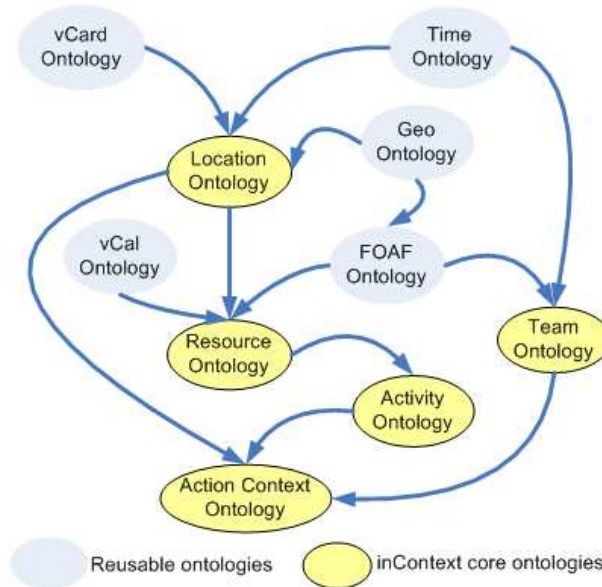 vCard
Ontology
Time
Ontology
Geo
Ontology
Location
Ontology
vCal
Ontology
FOAF
Ontology
Resource
Ontology
Team
Ontology
Activity
Ontology
Action Context
Ontology
Reusable ontologies
inContext core ontologies